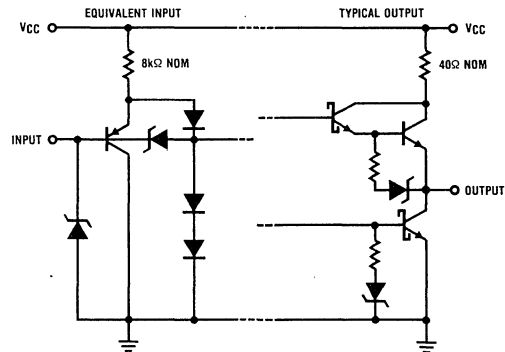 EQUIVALENT INPUT
TYPICAL OUTPUT
VCC
VCC
8kΩ NOM
40Ω NOM
INPUT
OUTPUT